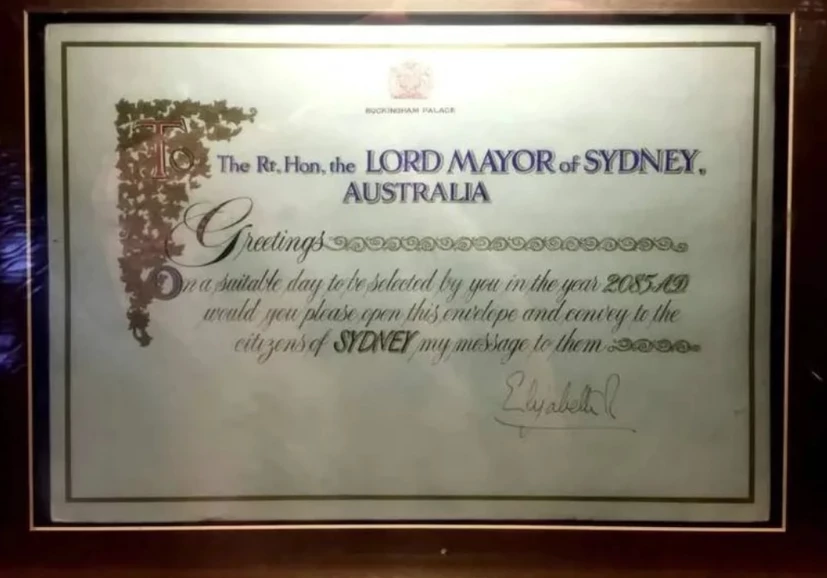 BUCKINGHAM PALACE
To The Rt. Hon. the LORD MAYOR of SYDNEY,
AUSTRALIA
Greetings
On a suitable day to be selected by you in the year 2085 AD
would you please open this envelope and convey to the
citizens of SYDNEY my message to them
Elizabeth R